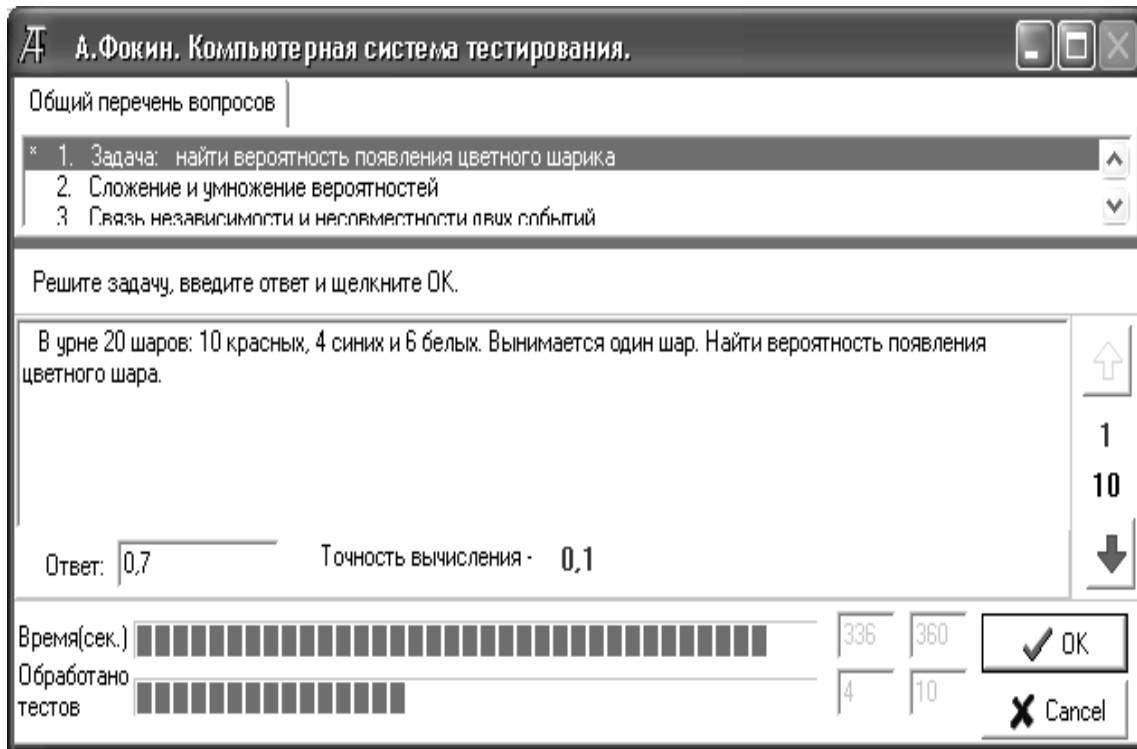 А.Фокин. Компьютерная система тестирования.
Общий перечень вопросов
* 1. Задача: найти вероятность появления цветного шарика
2. Сложение и умножение вероятностей
3 Связь независимости и несовместности двух событий
Решите задачу, введите ответ и щелкните ОК.
В урне 20 шаров: 10 красных, 4 синих и 6 белых. Вынимается один шар. Найти вероятность появления
цветного шара.
1
10
Ответ: 0,7 Точность вычисления - 0,1
Время(сек.) 336 360 OK
Обработано
тестов 4 10 Cancel